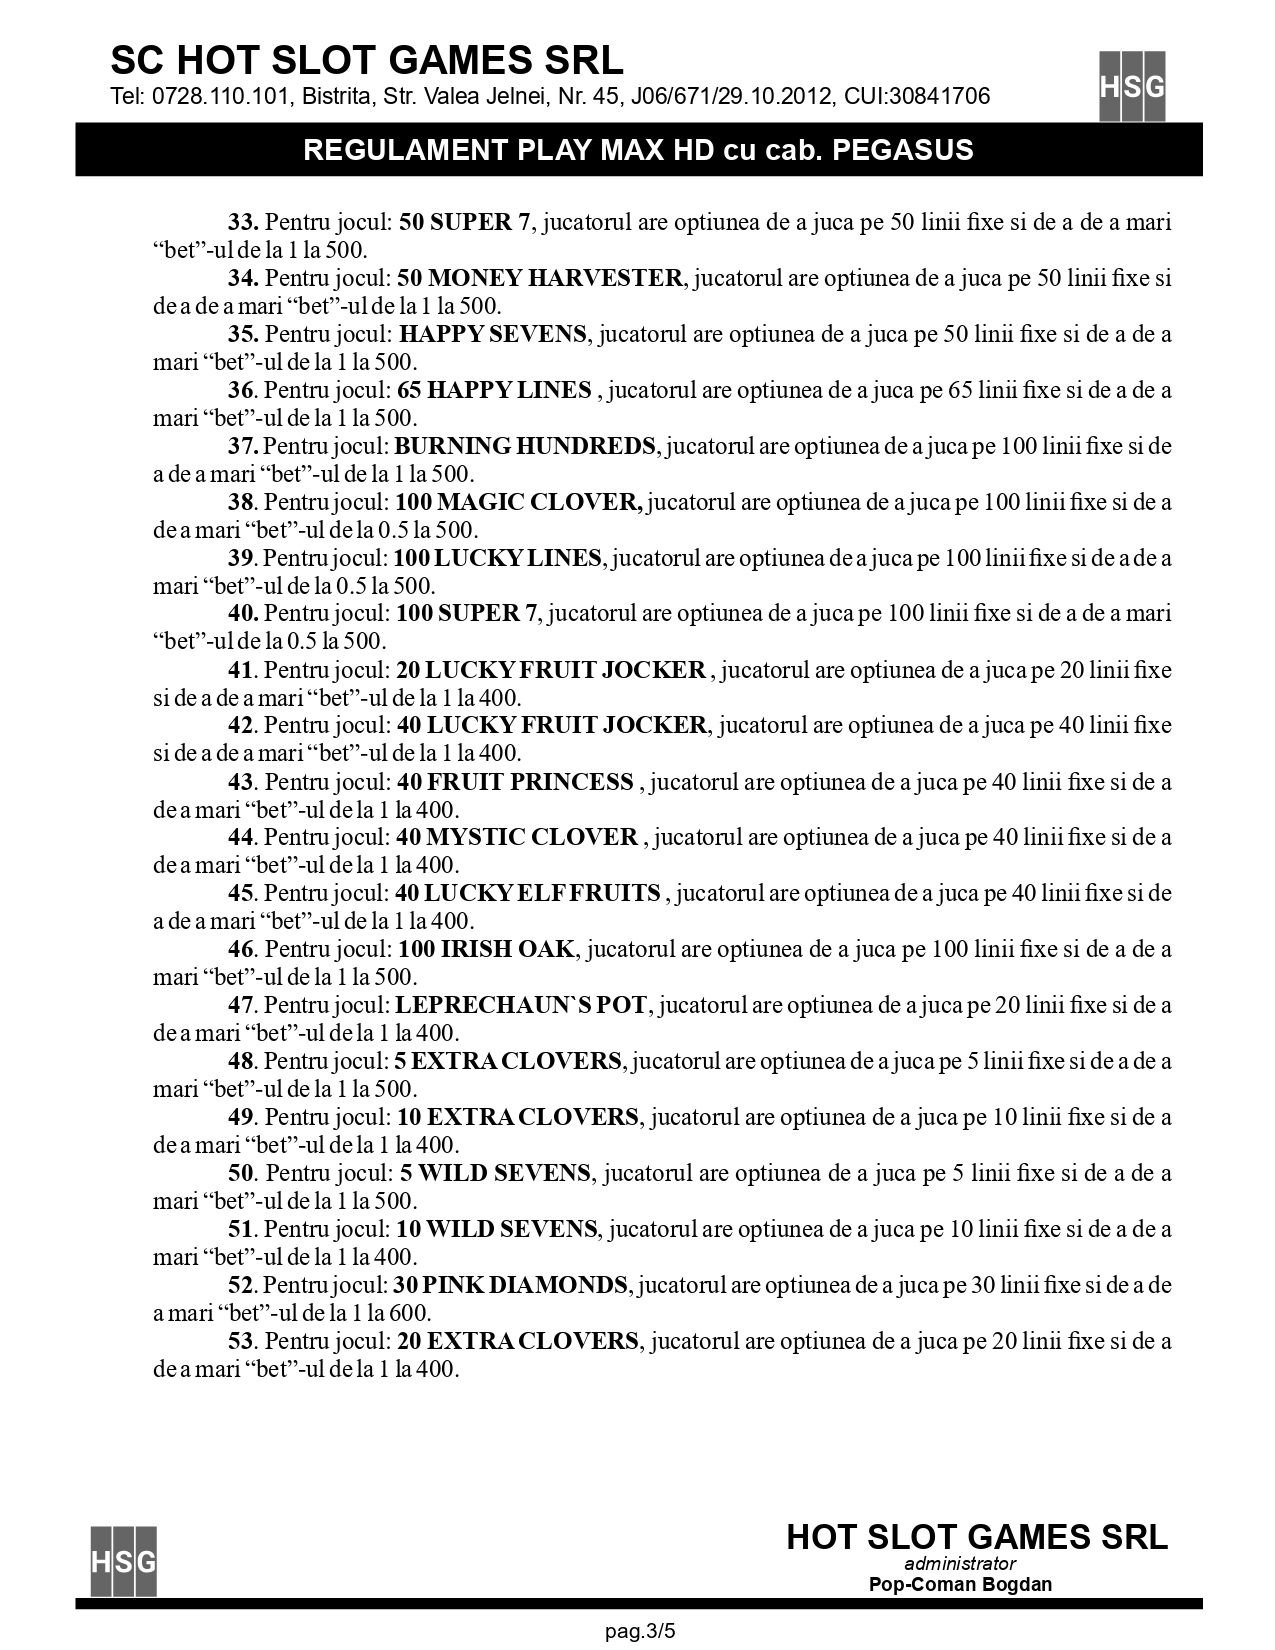 SC HOT SLOT GAMES SRL
Tel: 0728.110.101, Bistrita, Str. Valea Jelnei, Nr. 45, J06/671/29.10.2012, CUI:30841706
HSG
REGULAMENT PLAY MAX HD cu cab. PEGASUS
33. Pentru jocul: 50 SUPER 7, jucatorul are optiunea de a juca pe 50 linii fixe si de a de a mari
“bet”-ul de la 1 la 500.
34. Pentru jocul: 50 MONEY HARVESTER, jucatorul are optiunea de a juca pe 50 linii fixe si
de a de a mari “bet”-ul de la 1 la 500.
35. Pentru jocul: HAPPY SEVENS, jucatorul are optiunea de a juca pe 50 linii fixe si de a de a
mari “bet”-ul de la 1 la 500.
36. Pentru jocul: 65 HAPPY LINES , jucatorul are optiunea de a juca pe 65 linii fixe si de a de a
mari “bet”-ul de la 1 la 500.
37. Pentru jocul: BURNING HUNDREDS, jucatorul are optiunea de a juca pe 100 linii fixe si de
a de a mari “bet”-ul de la 1 la 500.
38. Pentru jocul: 100 MAGIC CLOVER, jucatorul are optiunea de a juca pe 100 linii fixe si de a
de a mari “bet”-ul de la 0.5 la 500.
39. Pentru jocul: 100 LUCKY LINES, jucatorul are optiunea de a juca pe 100 linii fixe si de a de a
mari “bet”-ul de la 0.5 la 500.
40. Pentru jocul: 100 SUPER 7, jucatorul are optiunea de a juca pe 100 linii fixe si de a de a mari
“bet”-ul de la 0.5 la 500.
41. Pentru jocul: 20 LUCKY FRUIT JOCKER , jucatorul are optiunea de a juca pe 20 linii fixe
si de a de a mari “bet”-ul de la 1 la 400.
42. Pentru jocul: 40 LUCKY FRUIT JOCKER, jucatorul are optiunea de a juca pe 40 linii fixe
si de a de a mari “bet”-ul de la 1 la 400.
43. Pentru jocul: 40 FRUIT PRINCESS , jucatorul are optiunea de a juca pe 40 linii fixe si de a
de a mari “bet”-ul de la 1 la 400.
44. Pentru jocul: 40 MYSTIC CLOVER , jucatorul are optiunea de a juca pe 40 linii fixe si de a
de a mari “bet”-ul de la 1 la 400.
45. Pentru jocul: 40 LUCKY ELF FRUITS , jucatorul are optiunea de a juca pe 40 linii fixe si de
a de a mari “bet”-ul de la 1 la 400.
46. Pentru jocul: 100 IRISH OAK, jucatorul are optiunea de a juca pe 100 linii fixe si de a de a
mari “bet”-ul de la 1 la 500.
47. Pentru jocul: LEPRECHAUN`S POT, jucatorul are optiunea de a juca pe 20 linii fixe si de a
de a mari “bet”-ul de la 1 la 400.
48. Pentru jocul: 5 EXTRA CLOVERS, jucatorul are optiunea de a juca pe 5 linii fixe si de a de a
mari “bet”-ul de la 1 la 500.
49. Pentru jocul: 10 EXTRA CLOVERS, jucatorul are optiunea de a juca pe 10 linii fixe si de a
de a mari “bet”-ul de la 1 la 400.
50. Pentru jocul: 5 WILD SEVENS, jucatorul are optiunea de a juca pe 5 linii fixe si de a de a
mari “bet”-ul de la 1 la 500.
51. Pentru jocul: 10 WILD SEVENS, jucatorul are optiunea de a juca pe 10 linii fixe si de a de a
mari “bet”-ul de la 1 la 400.
52. Pentru jocul: 30 PINK DIAMONDS, jucatorul are optiunea de a juca pe 30 linii fixe si de a de
a mari “bet”-ul de la 1 la 600.
53. Pentru jocul: 20 EXTRA CLOVERS, jucatorul are optiunea de a juca pe 20 linii fixe si de a
de a mari “bet”-ul de la 1 la 400.
HSG
HOT SLOT GAMES SRL
administrator
Pop-Coman Bogdan
pag.3/5